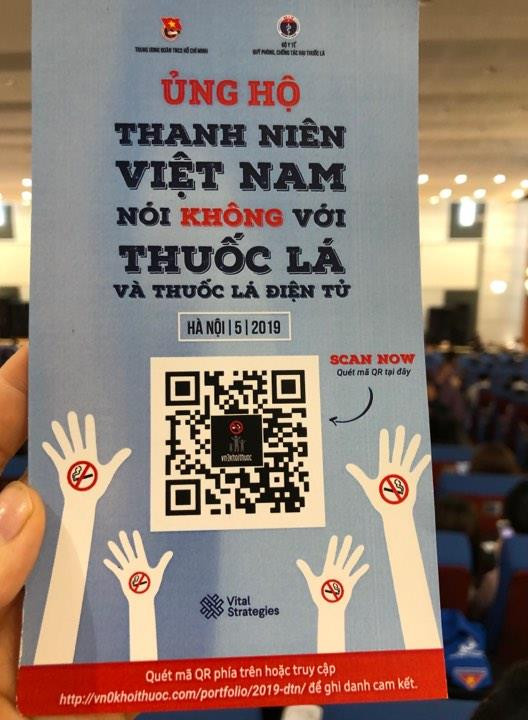 TRUNG ƯƠNG ĐOÀN TNCS HỒ CHÍ MINH
BỘ Y TẾ
QUỸ PHÒNG, CHỐNG TÁC HẠI THUỐC LÁ
ỦNG HỘ
THANH NIÊN
VIỆT NAM
NÓI KHÔNG VỚI
THUỐC LÁ
VÀ THUỐC LÁ ĐIỆN TỬ
HÀ NỘI | 5 | 2019
SCAN NOW
Quét mã QR tại đây
vn0khoithuoc
Vital
Strategies
Quét mã QR phía trên hoặc truy cập
http://vn0khoithuoc.com/portfolio/2019-dtn/ để ghi danh cam kết.